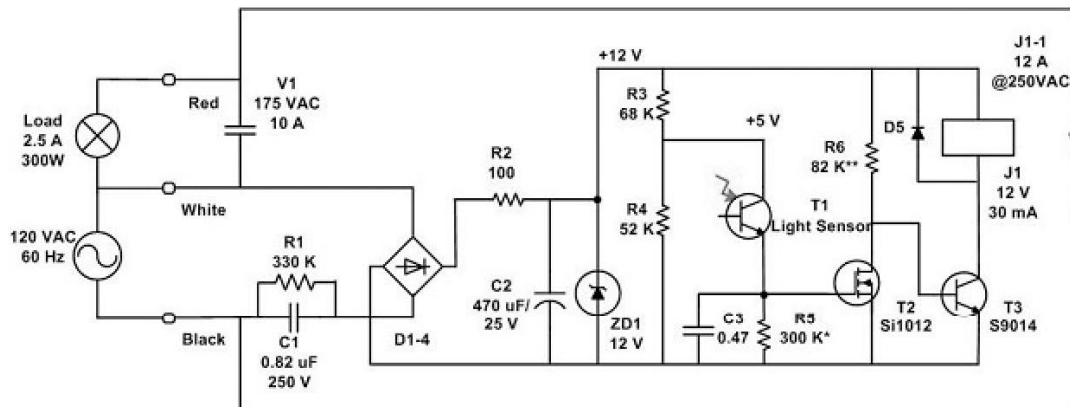 +12 V
J1-1
12 A
@250VAC
V1
175 VAC
10 A
Red
Load
2.5 A
300W
R3
68 K
+5 V
D5
R6
82 K**
J1
12 V
30 mA
R2
100
White
R4
52 K
T1
Light Sensor
120 VAC
60 Hz
R1
330 K
C2
470 uF/
25 V
ZD1
12 V
C3
0.47
R5
300 K*
T2
Si1012
T3
S9014
Black
C1
0.82 uF
250 V
D1-4